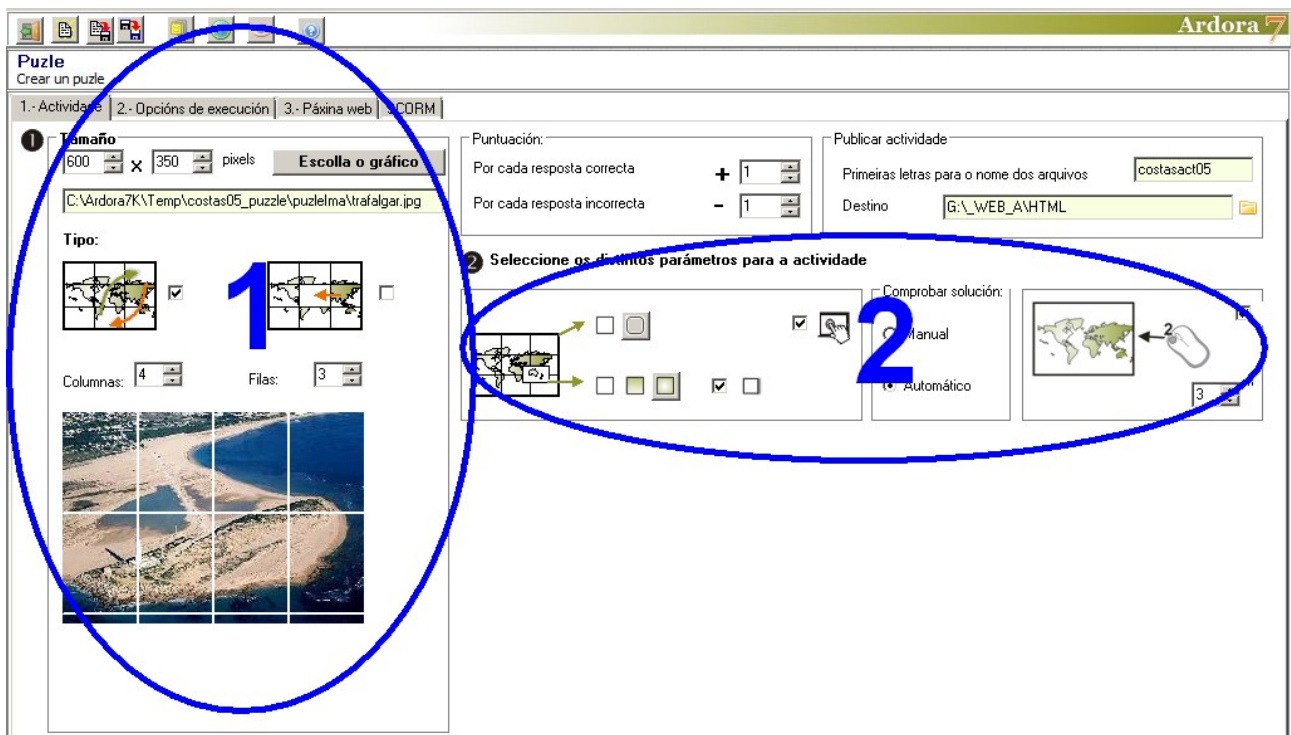 Ardora 7
Puzle
Crear un puzle
1.- Actividade
2.- Opcións de execución
3.- Páxina web
SCORM
1
Tamaño
600 x 350 pixels
Escolla o gráfico
C:\Ardora7K\Temp\costas05_puzzle\puzleIma\trafalgar.jpg
Tipo:
1
Columnas: 4
Filas: 3
Puntuación:
Por cada resposta correcta + 1
Por cada resposta incorrecta - 1
Publicar actividade
Primeiras letras para o nome dos arquivos costasact05
Destino G:\_WEB_A\HTML
2 Seleccione os distintos parámetros para a actividade
Comprobar solución:
Manual
Automático
2
2
3 "